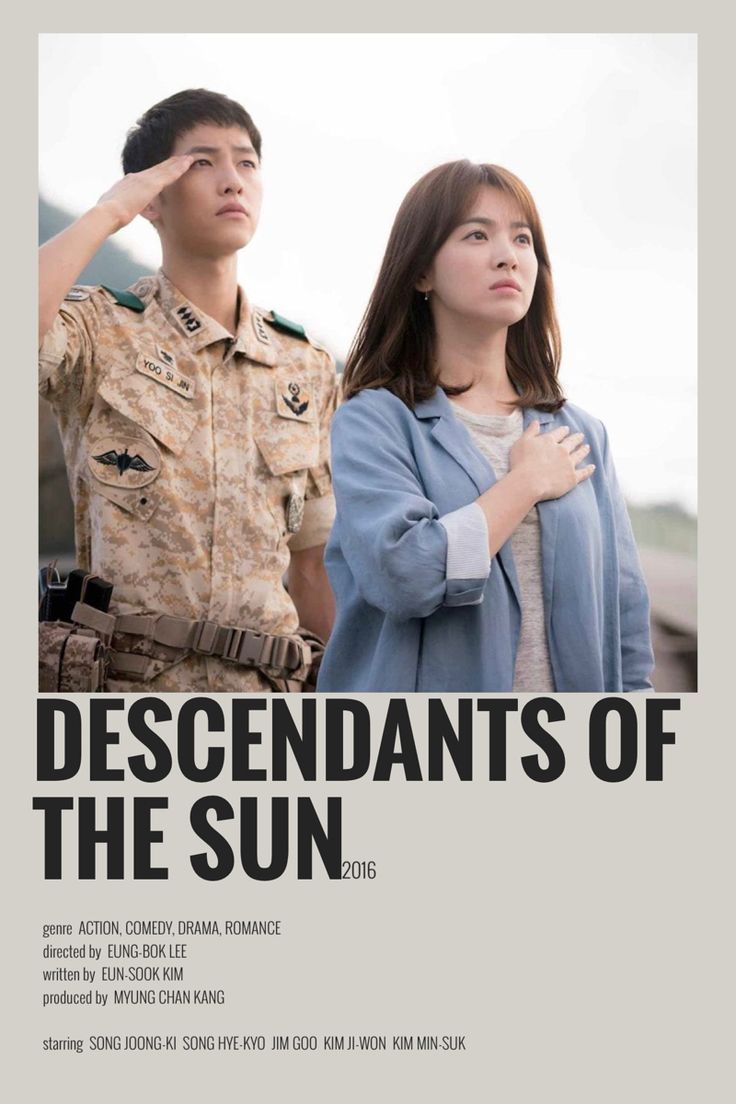 YOO SI JIN
DESCENDANTS OF
THE SUN 2016
genre ACTION, COMEDY, DRAMA, ROMANCE
directed by EUNG-BOK LEE
written by EUN-SOOK KIM
produced by MYUNG CHAN KANG
starring SONG JOONG-KI SONG HYE-KYO JIM GOO KIM JI-WON KIM MIN-SUK